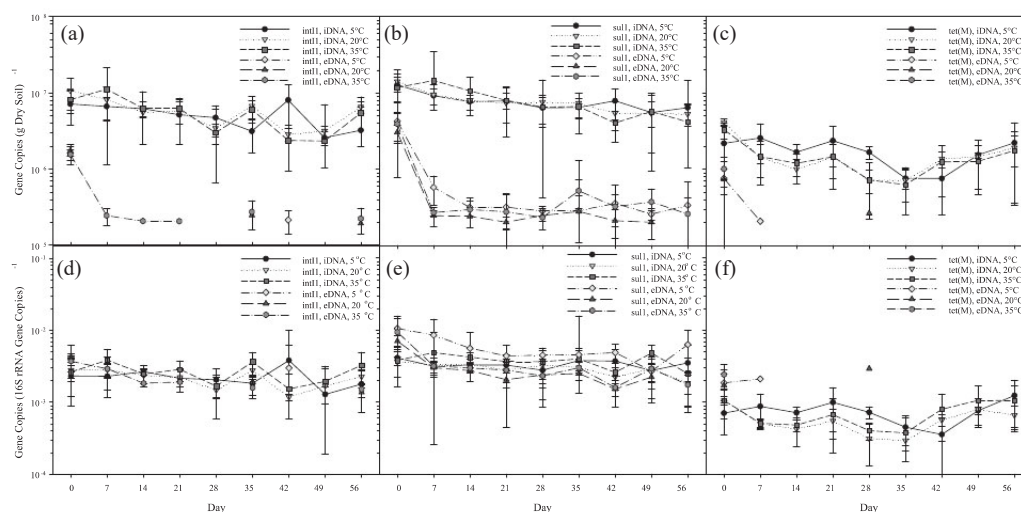 (a)
intI1, iDNA, 5°C
intI1, iDNA, 20°C
intI1, iDNA, 35°C
intI1, eDNA, 5°C
intI1, eDNA, 20°C
intI1, eDNA, 35°C
(b)
sul1, iDNA, 5°C
sul1, iDNA, 20°C
sul1, iDNA, 35°C
sul1, eDNA, 5°C
sul1, eDNA, 20°C
sul1, eDNA, 35°C
(c)
tet(M), iDNA, 5°C
tet(M), iDNA, 20°C
tet(M), iDNA, 35°C
tet(M), eDNA, 5°C
tet(M), eDNA, 20°C
tet(M), eDNA, 35°C
Gene Copies (g Dry Soil) -1
10-8
10-7
10-6
10-5
(d)
intI1, iDNA, 5°C
intI1, iDNA, 20°C
intI1, iDNA, 35°C
intI1, eDNA, 5°C
intI1, eDNA, 20°C
intI1, eDNA, 35°C
(e)
sul1, iDNA, 5°C
sul1, iDNA, 20°C
sul1, iDNA, 35°C
sul1, eDNA, 5°C
sul1, eDNA, 20°C
sul1, eDNA, 35°C
(f)
tet(M), iDNA, 5°C
tet(M), iDNA, 20°C
tet(M), iDNA, 35°C
tet(M), eDNA, 5°C
tet(M), eDNA, 20°C
tet(M), eDNA, 35°C
Gene Copies (16S rRNA Gene Copies) -1
10-1
10-2
10-3
10-4
0 7 14 21 28 35 42 49 56
0 7 14 21 28 35 42 49 56
0 7 14 21 28 35 42 49 56
Day
Day
Day